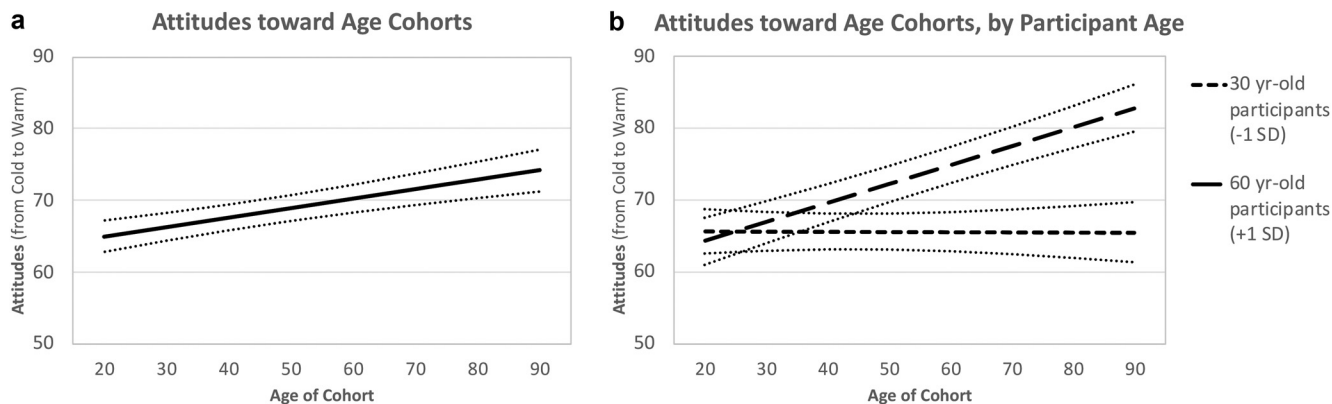 a
Attitudes toward Age Cohorts
90
80
70
60
50
Attitudes (from Cold to Warm)
20 30 40 50 60 70 80 90
Age of Cohort
b
Attitudes toward Age Cohorts, by Participant Age
90
80
70
60
50
Attitudes (from Cold to Warm)
20 30 40 50 60 70 80 90
Age of Cohort
30 yr-old
participants
(-1 SD)
60 yr-old
participants
(+1 SD)